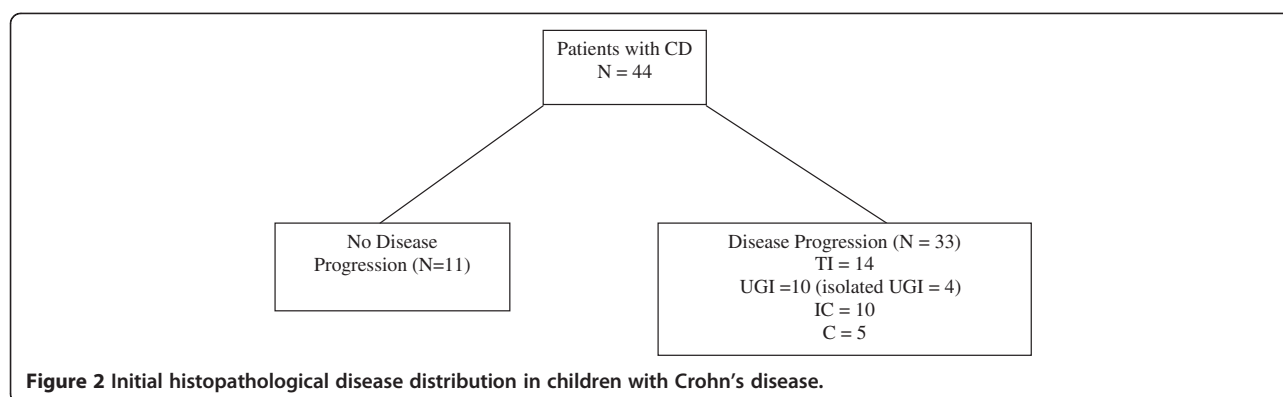 Patients with CD
N = 44
No Disease
Progression (N=11)
Disease Progression (N = 33)
TI = 14
UGI =10 (isolated UGI = 4)
IC = 10
C = 5
Figure 2 Initial histopathological disease distribution in children with Crohn's disease.